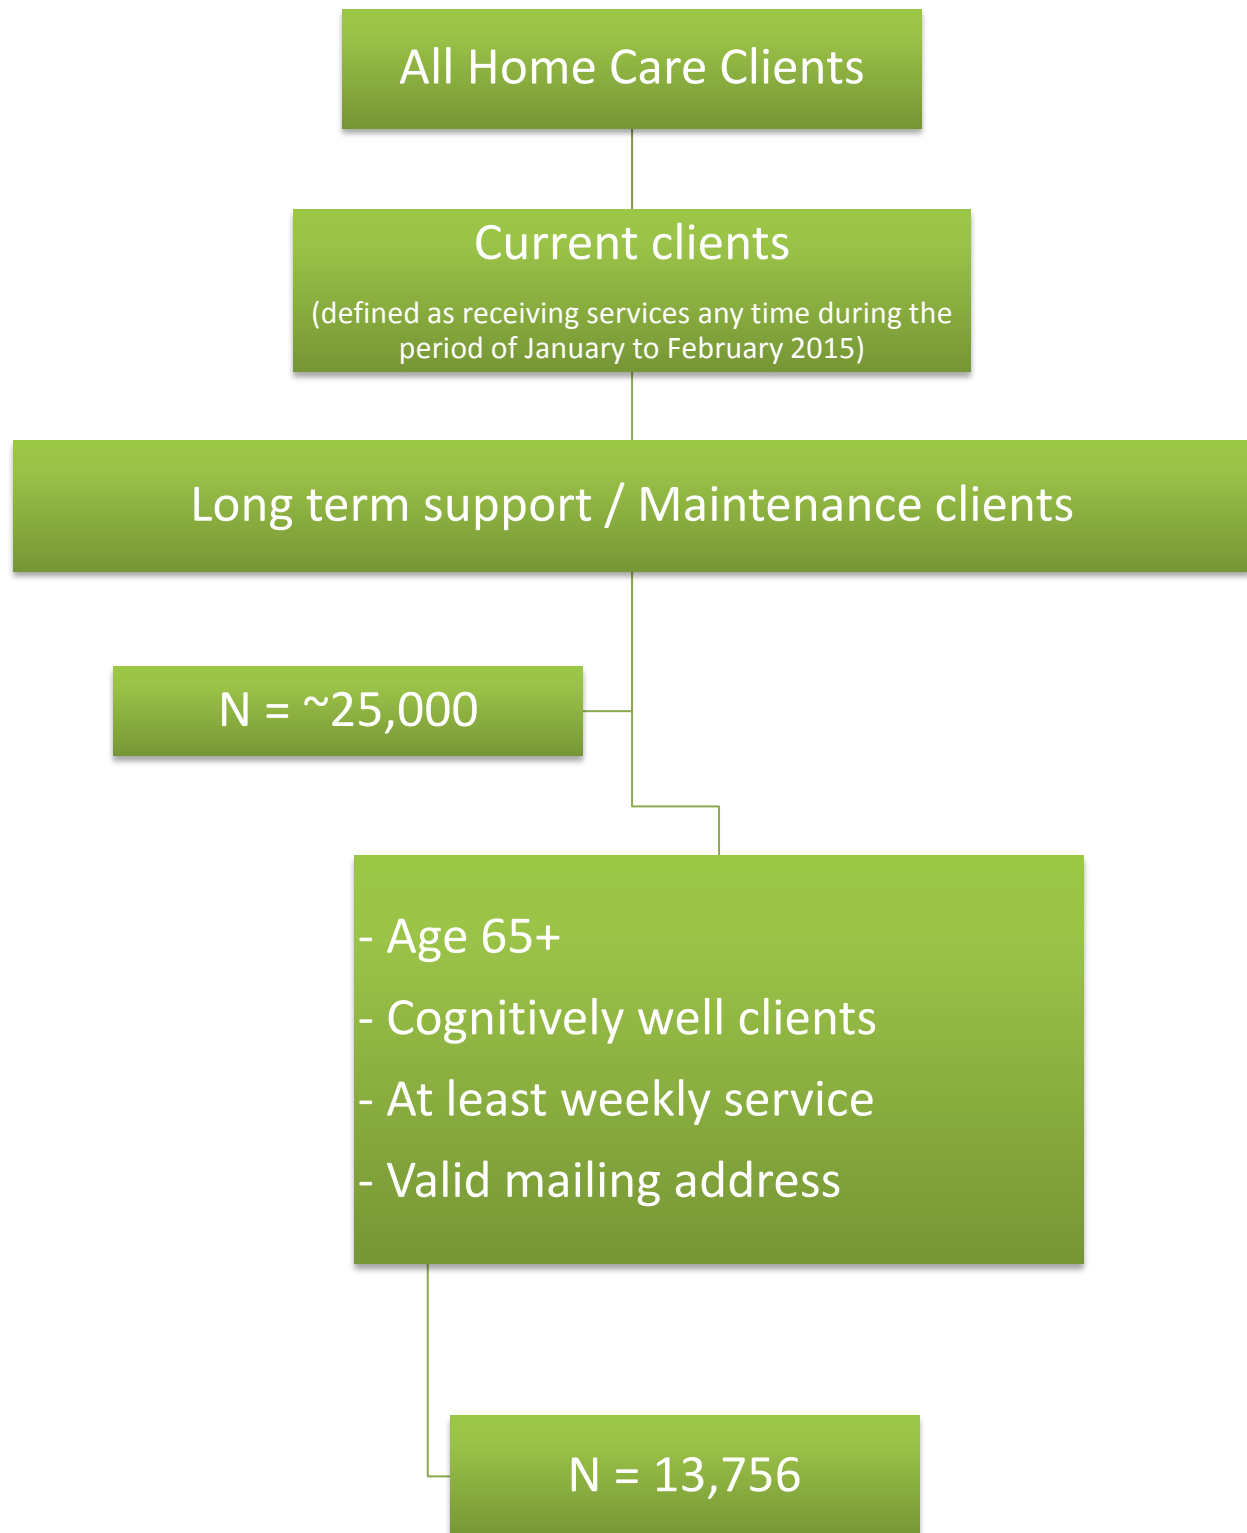 All Home Care Clients
Current clients
(defined as receiving services any time during the
period of January to February 2015)
Long term support / Maintenance clients
N = ~25,000
- Age 65+
- Cognitively well clients
- At least weekly service
- Valid mailing address
N = 13,756